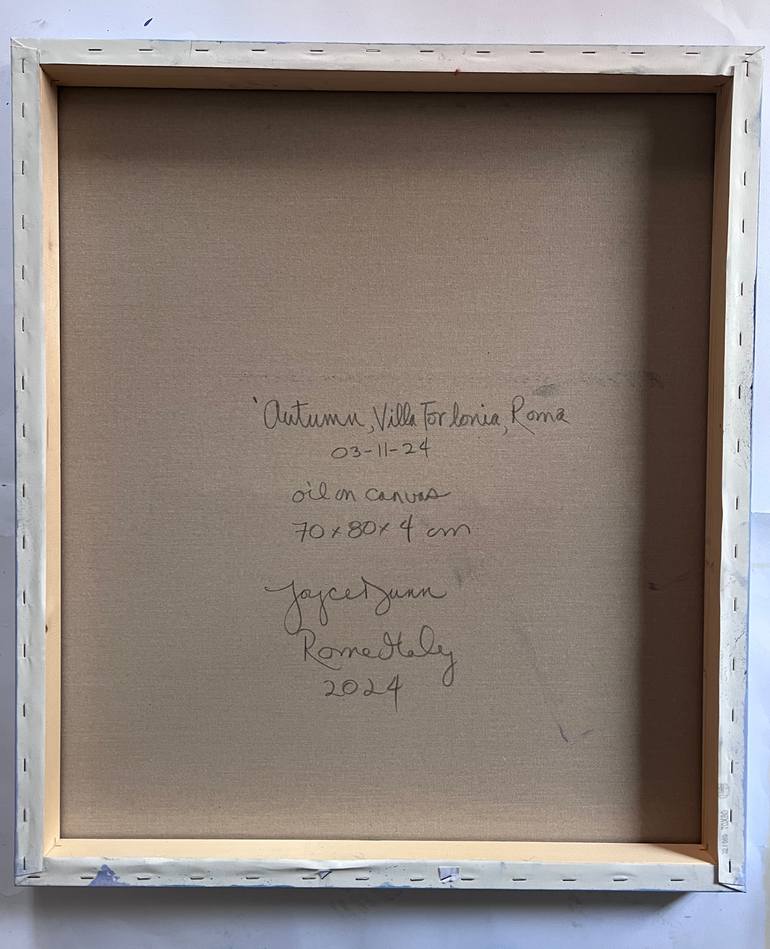 'Autumn, Villa Torlonia, Roma
03-11-24
oil on canvas
70 x 80 x 4 cm
Joyce Dunn
Rome Italy
2024